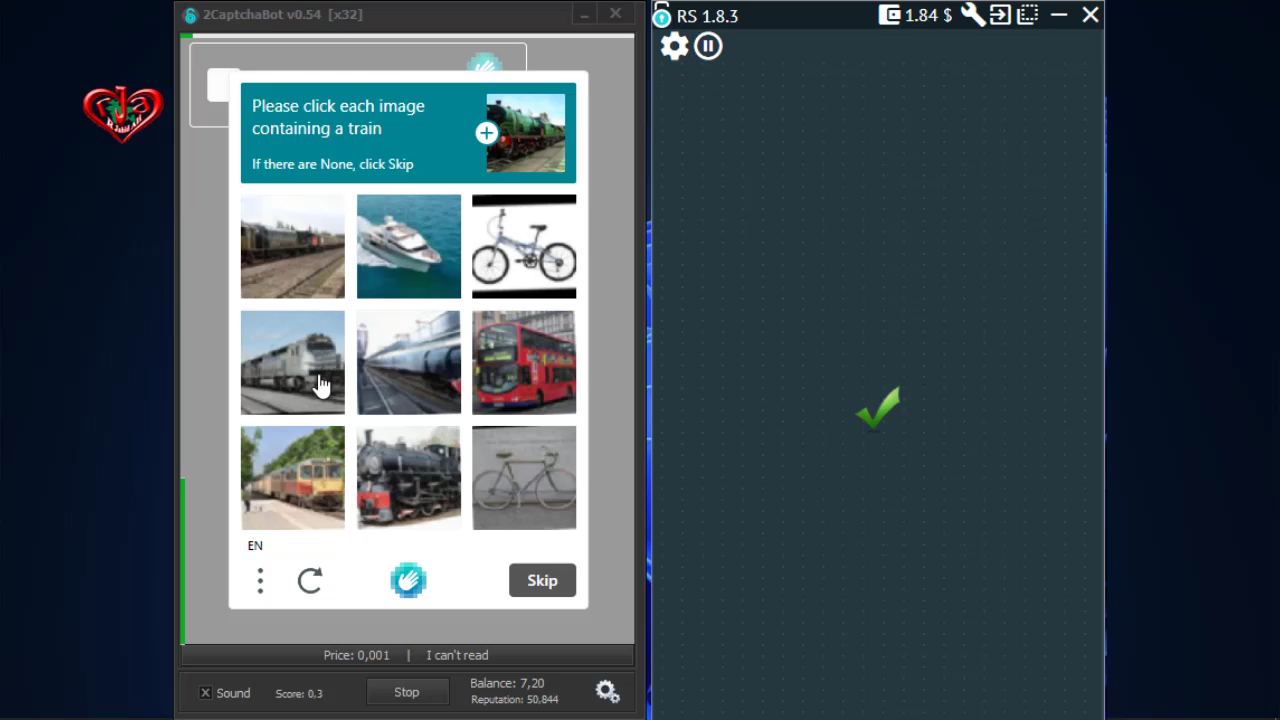 2CaptchaBot v0.54 [x32]
Please click each image
containing a train
If there are None, click Skip
EN
Skip
Price: 0,001 | I can't read
Sound
Score: 0,3
Stop
Balance: 7,20
Reputation: 50,844
RS 1.8.3
1.84 $